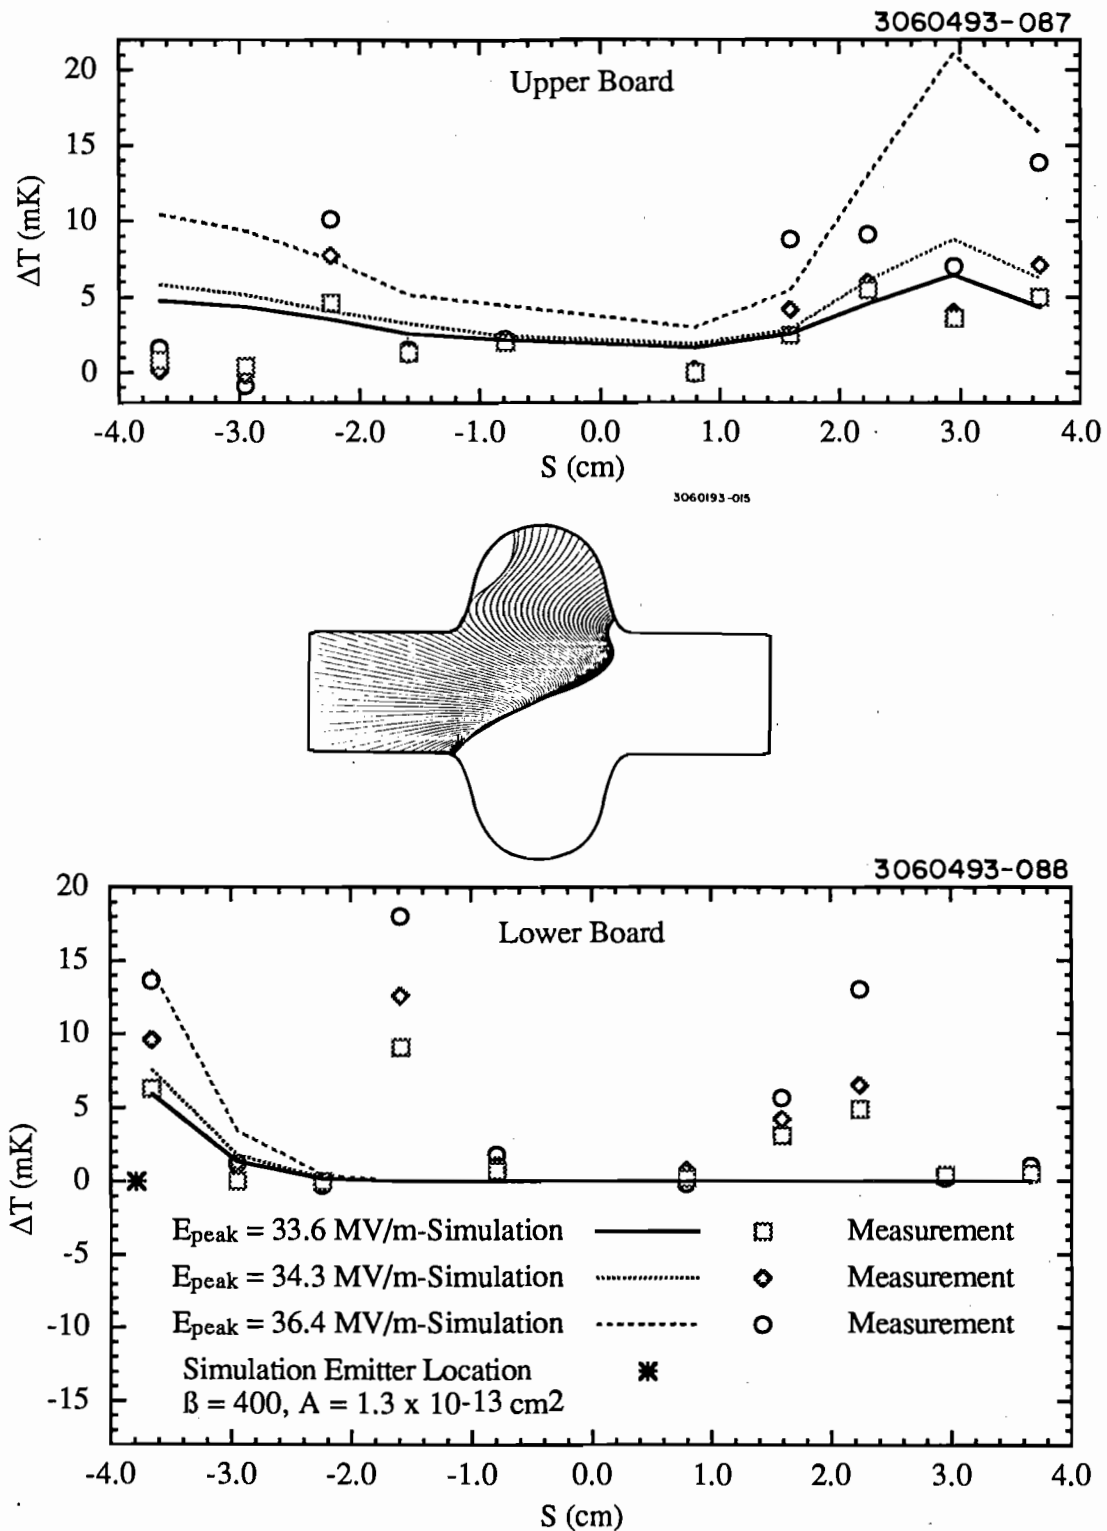 3060493-087
Upper Board
20
15
10
5
0
ΔT (mK)
-4.0 -3.0 -2.0 -1.0 0.0 1.0 2.0 3.0 4.0
S (cm)
3060193-015
3060493-088
Lower Board
20
15
10
5
0
-5
-10
-15
ΔT (mK)
Epeak = 33.6 MV/m-Simulation Measurement
Epeak = 34.3 MV/m-Simulation Measurement
Epeak = 36.4 MV/m-Simulation Measurement
Simulation Emitter Location
ß = 400, A = 1.3 x 10-13 cm2
-4.0 -3.0 -2.0 -1.0 0.0 1.0 2.0 3.0 4.0
S (cm)